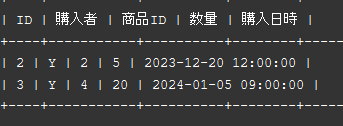 | ID | 購入者 | 商品ID | 数量 | 購入日時 |
+----+-----------+-----------+--------+-----
| 2 | Y | 2 | 5 | 2023-12-20 12:00:00 |
| 3 | Y | 4 | 20 | 2024-01-05 09:00:00 |
+----+-----------+-----------+--------+-----